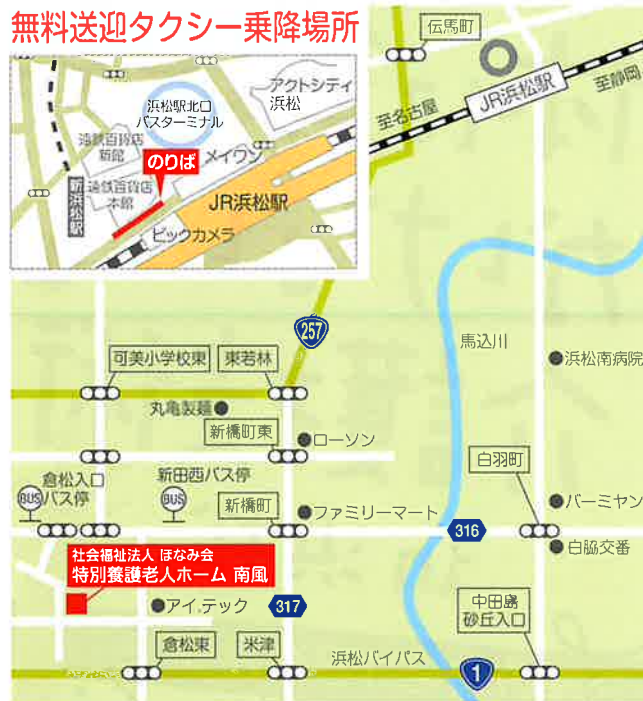 無料送迎タクシー乗降場所
伝馬町
JR浜松駅
至静岡
至名古屋
アクトシティ
浜松
浜松駅北口
バスターミナル
遠鉄百貨店
新館
メイワン
のりば
新浜松駅
遠鉄百貨店
本館
JR浜松駅
ビックカメラ
257
馬込川
浜松南病院
可美小学校東
東若林
丸亀製麺
新橋町東
ローソン
白羽町
倉松入口
バス停
BUS
新田西バス停
BUS
新橋町
ファミリーマート
バーミヤン
316
白脇交番
社会福祉法人 ほなみ会
特別養護老人ホーム 南風
アイ.テック
317
中田島
砂丘入口
倉松東
米津
浜松バイパス
1